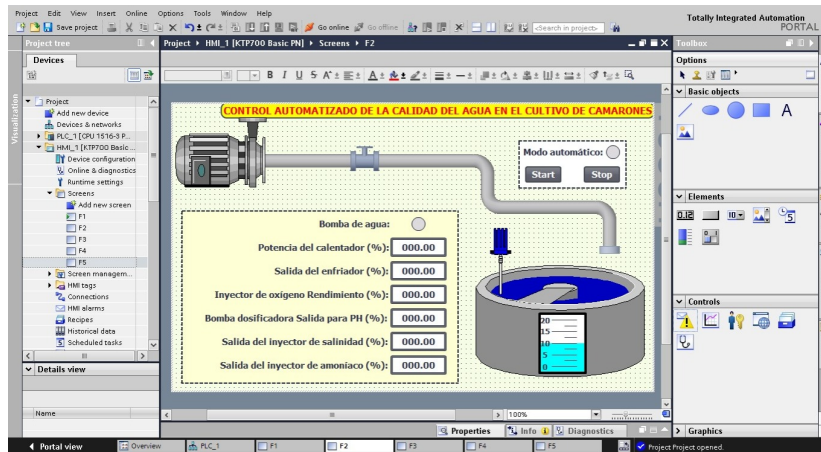 Project Edit View Insert Online Options Tools Window Help
Totally Integrated Automation
PORTAL
Save project Go online Go offline <Search in project>
Project tree
Project ▸ HMI_1 [KTP700 Basic PN] ▸ Screens ▸ F2
Toolbox
Devices
Options
Visualization
Project
Add new device
Devices & networks
PLC_1 [CPU 1516-3 P...
HMI_1 [KTP700 Basic ...
Device configuration
Online & diagnostics
Runtime settings
Screens
Add new screen
F1
F2
F3
F4
F5
Screen managem...
HMI tags
Connections
HMI alarms
Recipes
Historical data
Scheduled tasks
Details view
Name
B I U S A
CONTROL AUTOMATIZADO DE LA CALIDAD DEL AGUA EN EL CULTIVO DE CAMARONES
Modo automático:
Start Stop
Bomba de agua:
Potencia del calentador (%): 000.00
Salida del enfriador (%): 000.00
Inyector de oxígeno Rendimiento (%): 000.00
Bomba dosificadora Salida para PH (%): 000.00
Salida del inyector de salinidad (%): 000.00
Salida del inyector de amoníaco (%): 000.00
20
15
10
5
0
100%
Basic objects
A
Elements
0.12 10 5
Controls
Graphics
Properties Info Diagnostics
Portal view Overview PLC_1 F1 F2 F3 F4 F5 Project Project opened.